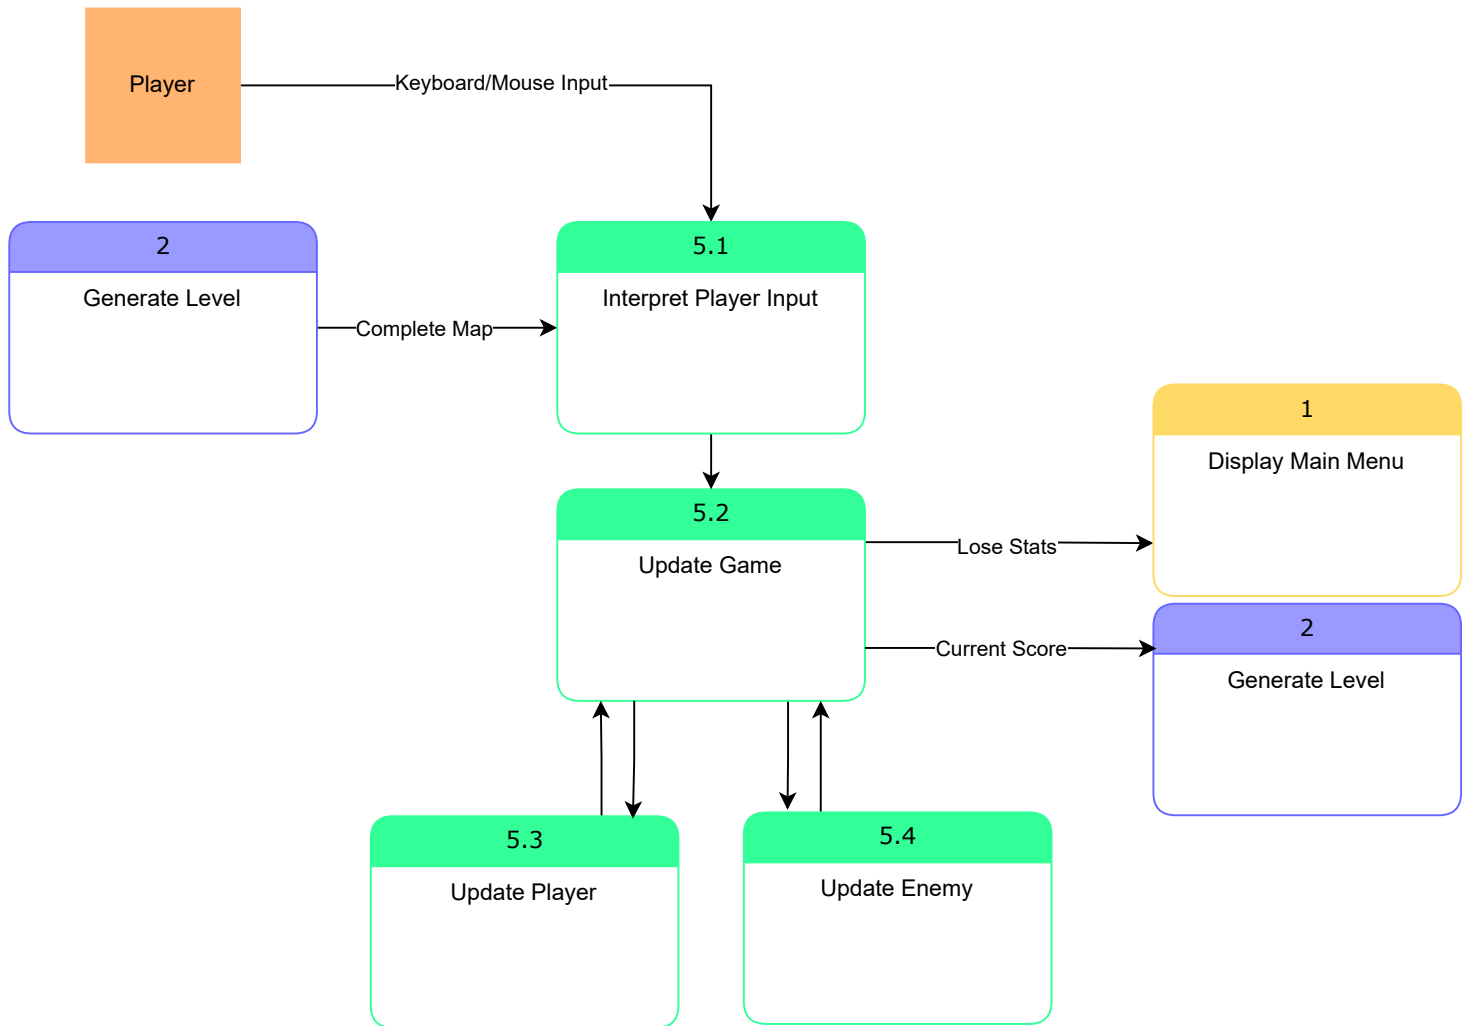 Player
Keyboard/Mouse Input
2
Generate Level
Complete Map
5.1
Interpret Player Input
1
Display Main Menu
5.2
Update Game
Lose Stats
Current Score
2
Generate Level
5.3
Update Player
5.4
Update Enemy